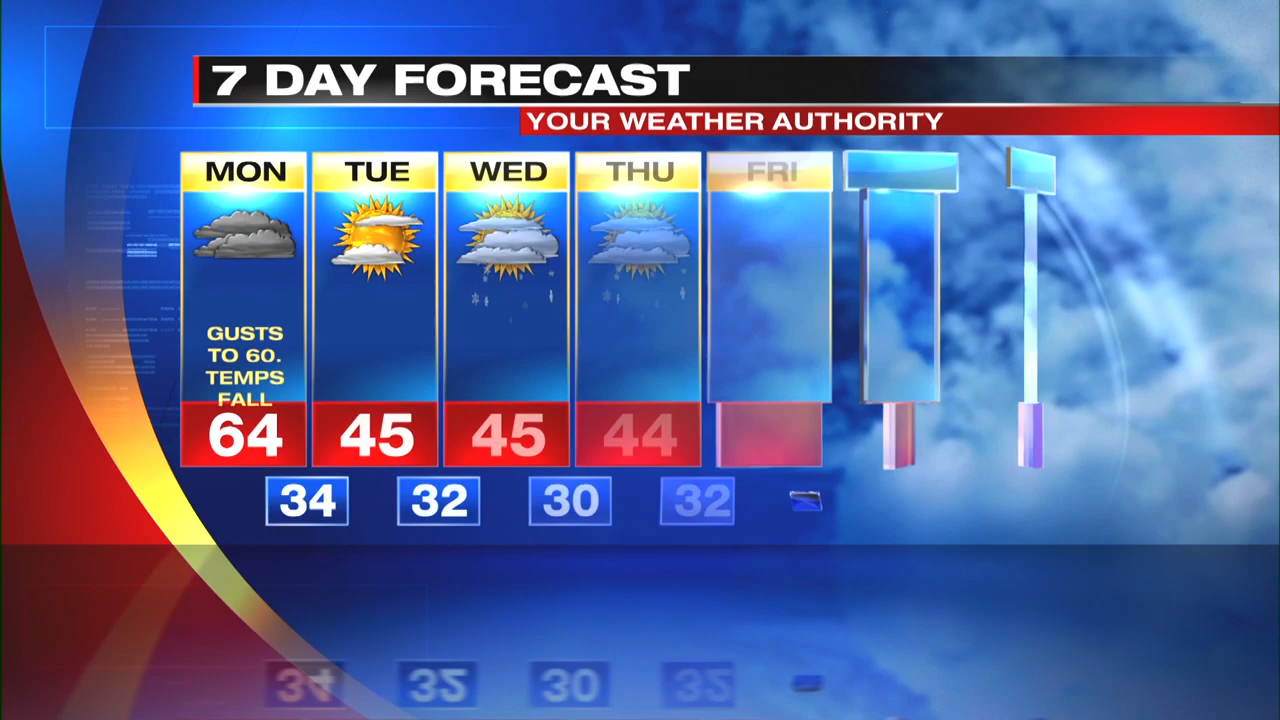 7 DAY FORECAST
YOUR WEATHER AUTHORITY
MON TUE WED THU FRI
GUSTS
TO 60.
TEMPS
FALL
64 45 45 44
34 32 30 32